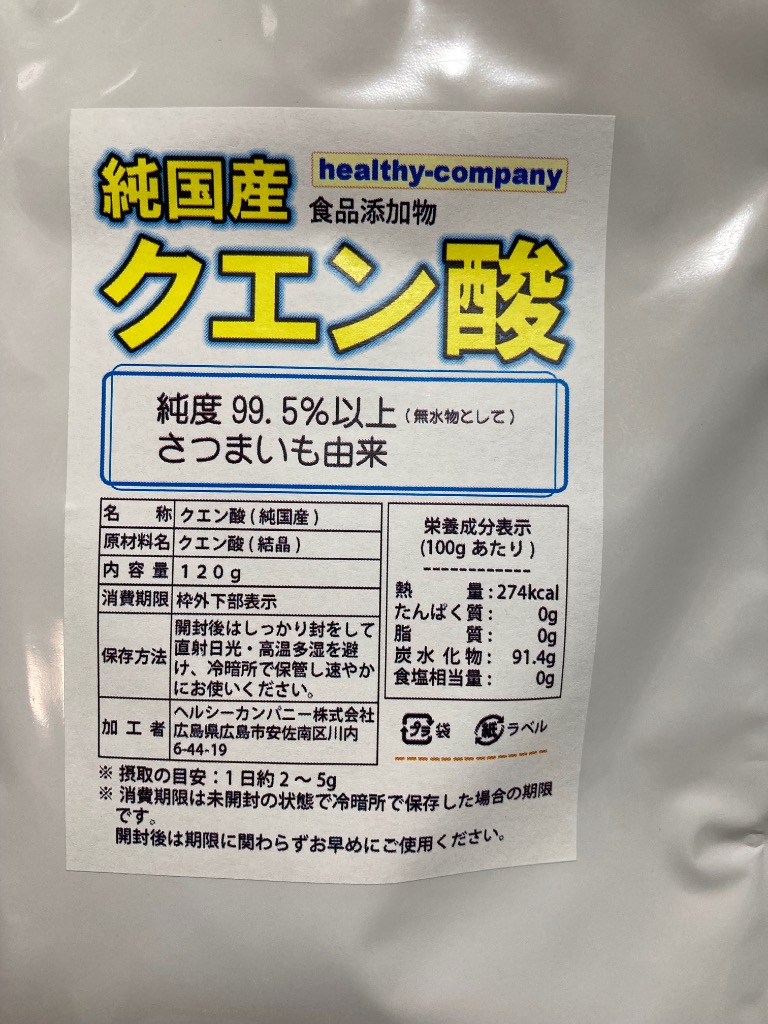 純国産
healthy-company
食品添加物
クエン酸
純度 99.5%以上（無水物として）
さつまいも由来
名　称 クエン酸(純国産)
原材料名 クエン酸(結晶)
内容量 120g
消費期限 枠外下部表示
保存方法 開封後はしっかり封をして
直射日光・高温多湿を避
け、冷暗所で保管し速やか
にお使いください。
加工者 ヘルシーカンパニー株式会社
広島県広島市安佐南区川内
6-44-19
栄養成分表示
(100gあたり)
------------
熱　量:274kcal
たんぱく質: 0g
脂　質: 0g
炭水化物: 91.4g
食塩相当量: 0g
プラ 袋 紙 ラベル
※ 摂取の目安：1日約2～5g
※ 消費期限は未開封の状態で冷暗所で保存した場合の期限
です。
開封後は期限に関わらずお早めにご使用ください。